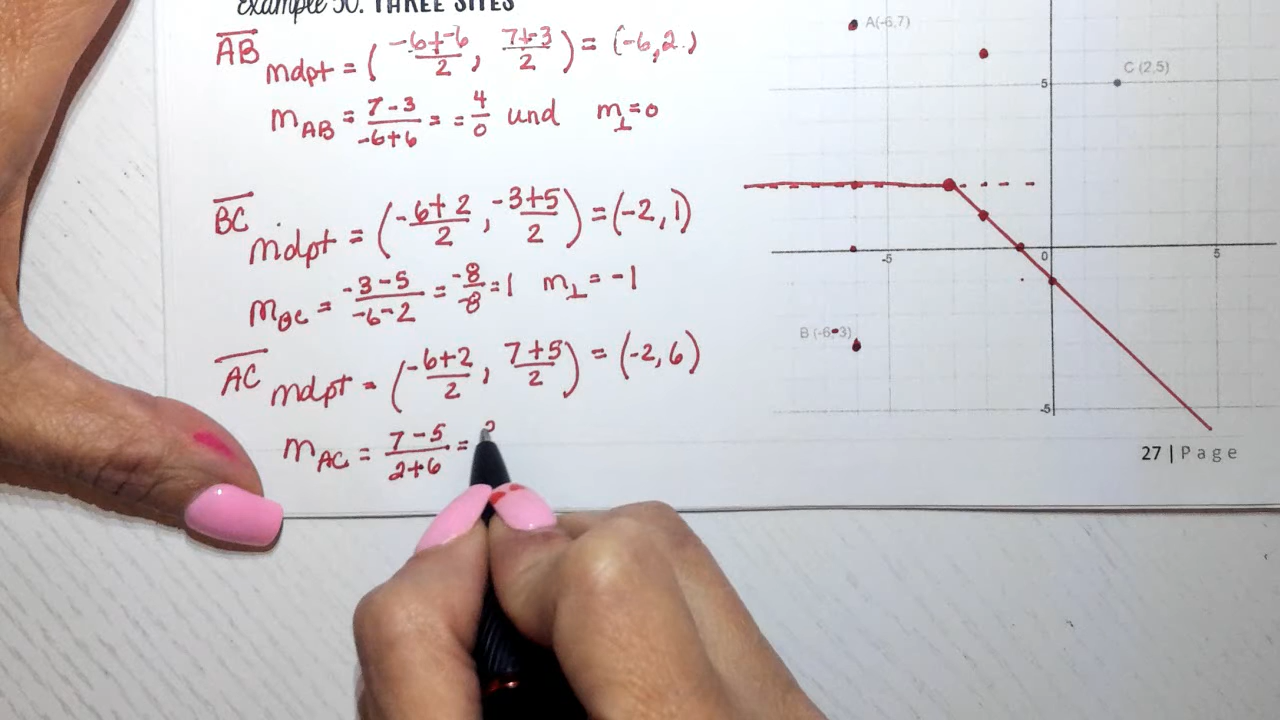 Example 30: THREE SITES
AB mdpt = (-6+-6/2, 7+-3/2) = (-6, 2)
m AB = 7-3/-6+6 = = 4/0 und m⊥=0
BC mdpt = (-6+2/2, -3+5/2) = (-2, 1)
m BC = -3-5/-6-2 = -8/-8 = 1 m⊥ = -1
AC mdpt = (-6+2/2, 7+5/2) = (-2, 6)
m AC = 7-5/2+6 =
A(-6,7)
C (2,5)
5
-5
0
5
B (-6-3)
-5
27 | Page